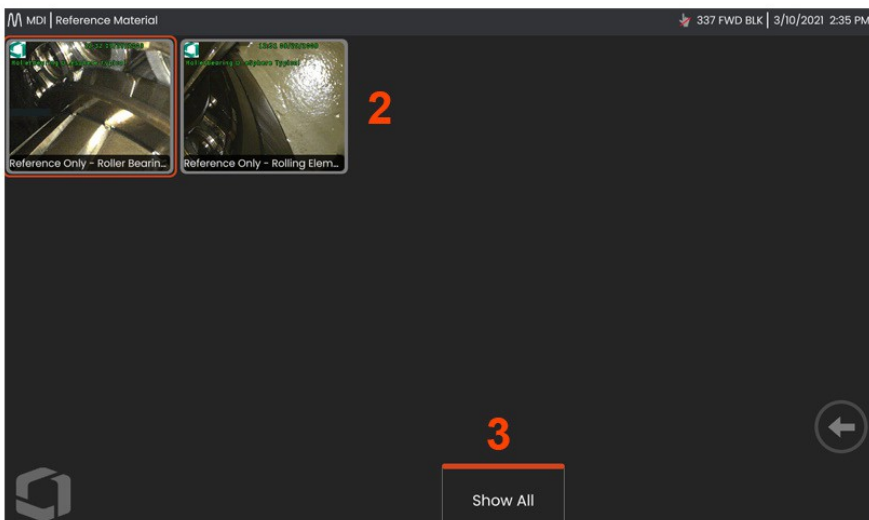 MDI | Reference Material
337 FWD BLK | 3/10/2021 2:35 PM
Reference Only - Roller Bearin...
Reference Only - Rolling Elem...
2
3
Show All